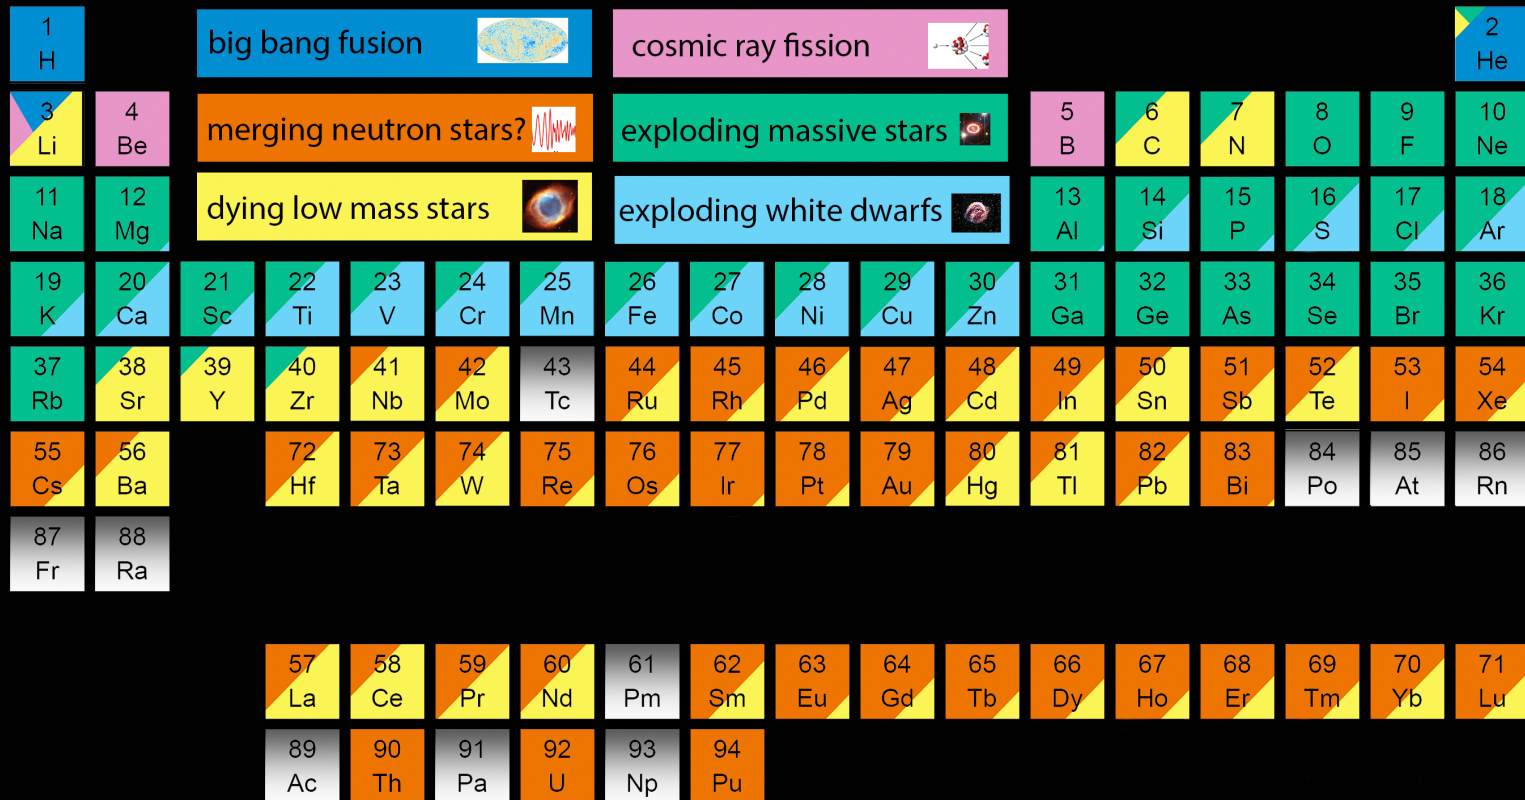 1
H
big bang fusion
cosmic ray fission
2
He
3
Li
4
Be
merging neutron stars?
exploding massive stars
5
B
6
C
7
N
8
O
9
F
10
Ne
11
Na
12
Mg
dying low mass stars
exploding white dwarfs
13
Al
14
Si
15
P
16
S
17
Cl
18
Ar
19
K
20
Ca
21
Sc
22
Ti
23
V
24
Cr
25
Mn
26
Fe
27
Co
28
Ni
29
Cu
30
Zn
31
Ga
32
Ge
33
As
34
Se
35
Br
36
Kr
37
Rb
38
Sr
39
Y
40
Zr
41
Nb
42
Mo
43
Tc
44
Ru
45
Rh
46
Pd
47
Ag
48
Cd
49
In
50
Sn
51
Sb
52
Te
53
I
54
Xe
55
Cs
56
Ba
72
Hf
73
Ta
74
W
75
Re
76
Os
77
Ir
78
Pt
79
Au
80
Hg
81
Tl
82
Pb
83
Bi
84
Po
85
At
86
Rn
87
Fr
88
Ra
57
La
58
Ce
59
Pr
60
Nd
61
Pm
62
Sm
63
Eu
64
Gd
65
Tb
66
Dy
67
Ho
68
Er
69
Tm
70
Yb
71
Lu
89
Ac
90
Th
91
Pa
92
U
93
Np
94
Pu